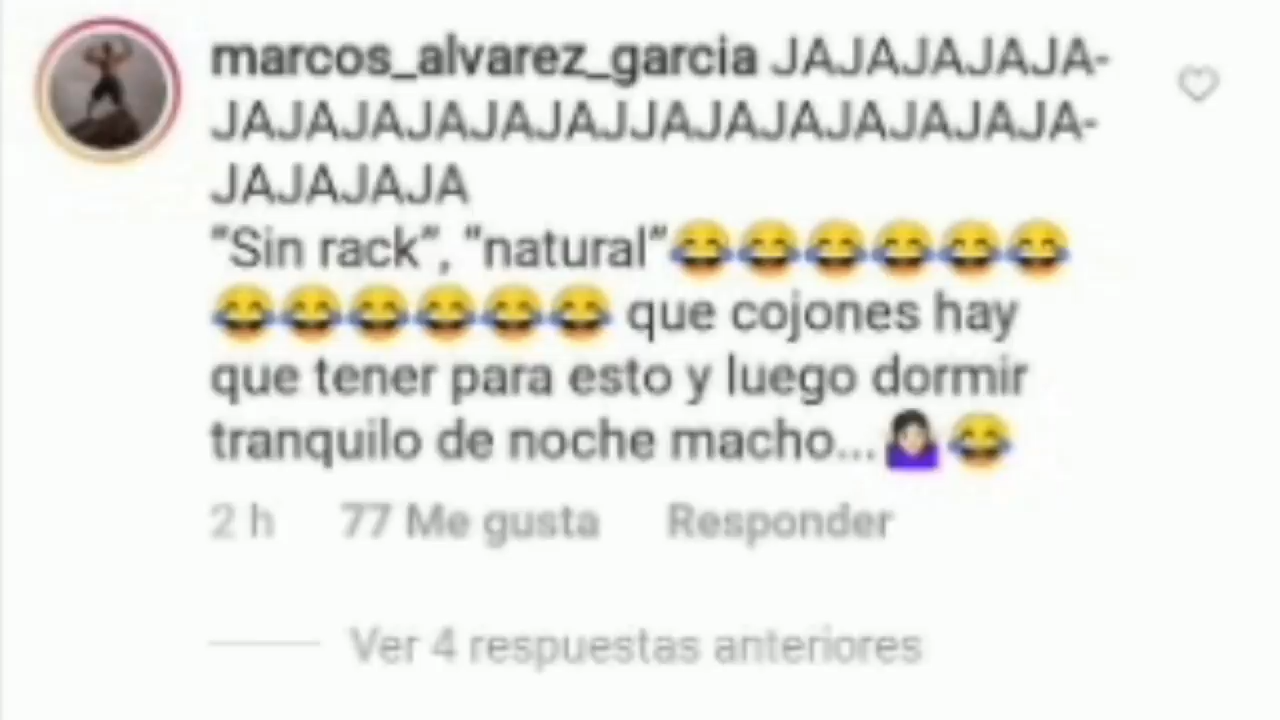 marcos_alvarez_garcia JAJAJAJAJA-
JAJAJAJAJAJAJJAJAJAJAJAJAJA-
JAJAJAJA
“Sin rack”, “natural”😂😂😂😂😂😂
😂😂😂😂😂😂 que cojones hay
que tener para esto y luego dormir
tranquilo de noche macho...🤷🏻‍♀️😂
2 h 77 Me gusta Responder
Ver 4 respuestas anteriores